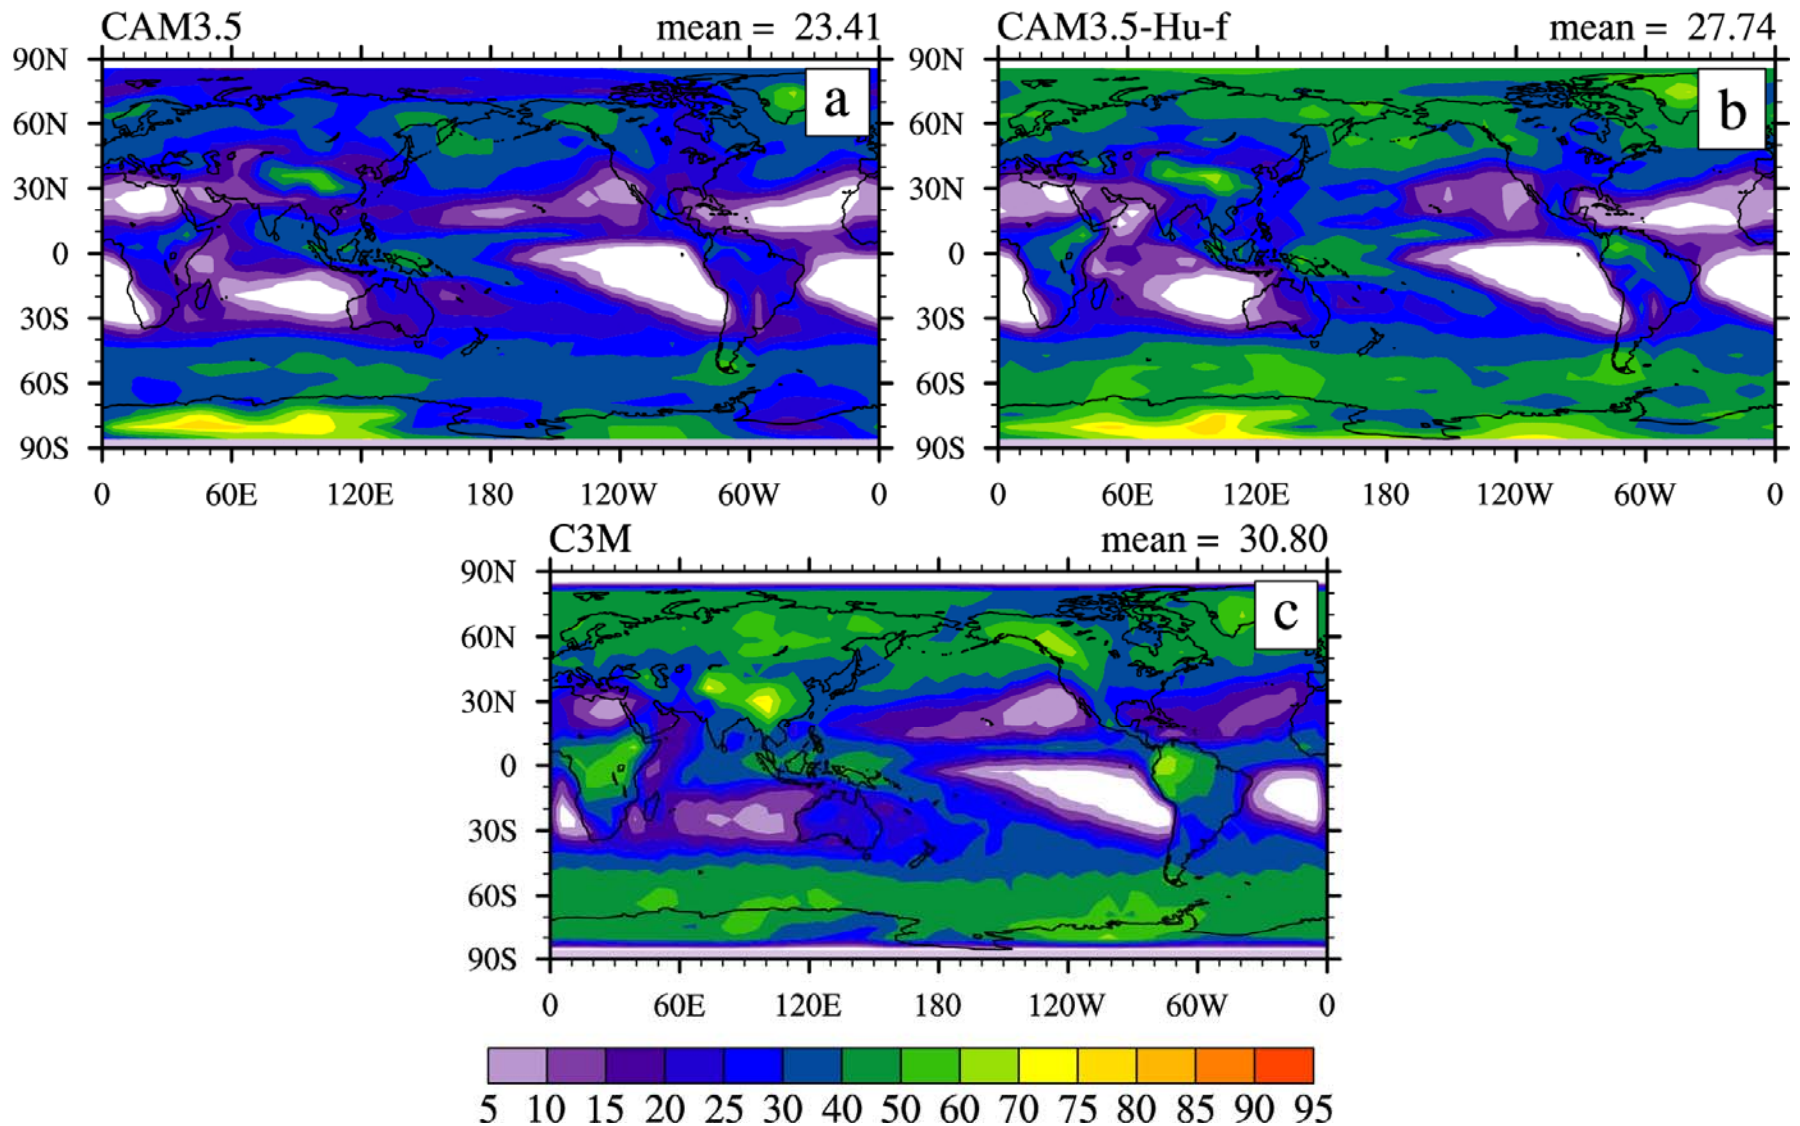 CAM3.5 mean = 23.41
CAM3.5-Hu-f mean = 27.74
90N
60N
30N
0
30S
60S
90S
a
0 60E 120E 180 120W 60W 0
90N
60N
30N
0
30S
60S
90S
b
0 60E 120E 180 120W 60W 0
C3M mean = 30.80
90N
60N
30N
0
30S
60S
90S
c
0 60E 120E 180 120W 60W 0
5 10 15 20 25 30 40 50 60 70 75 80 85 90 95